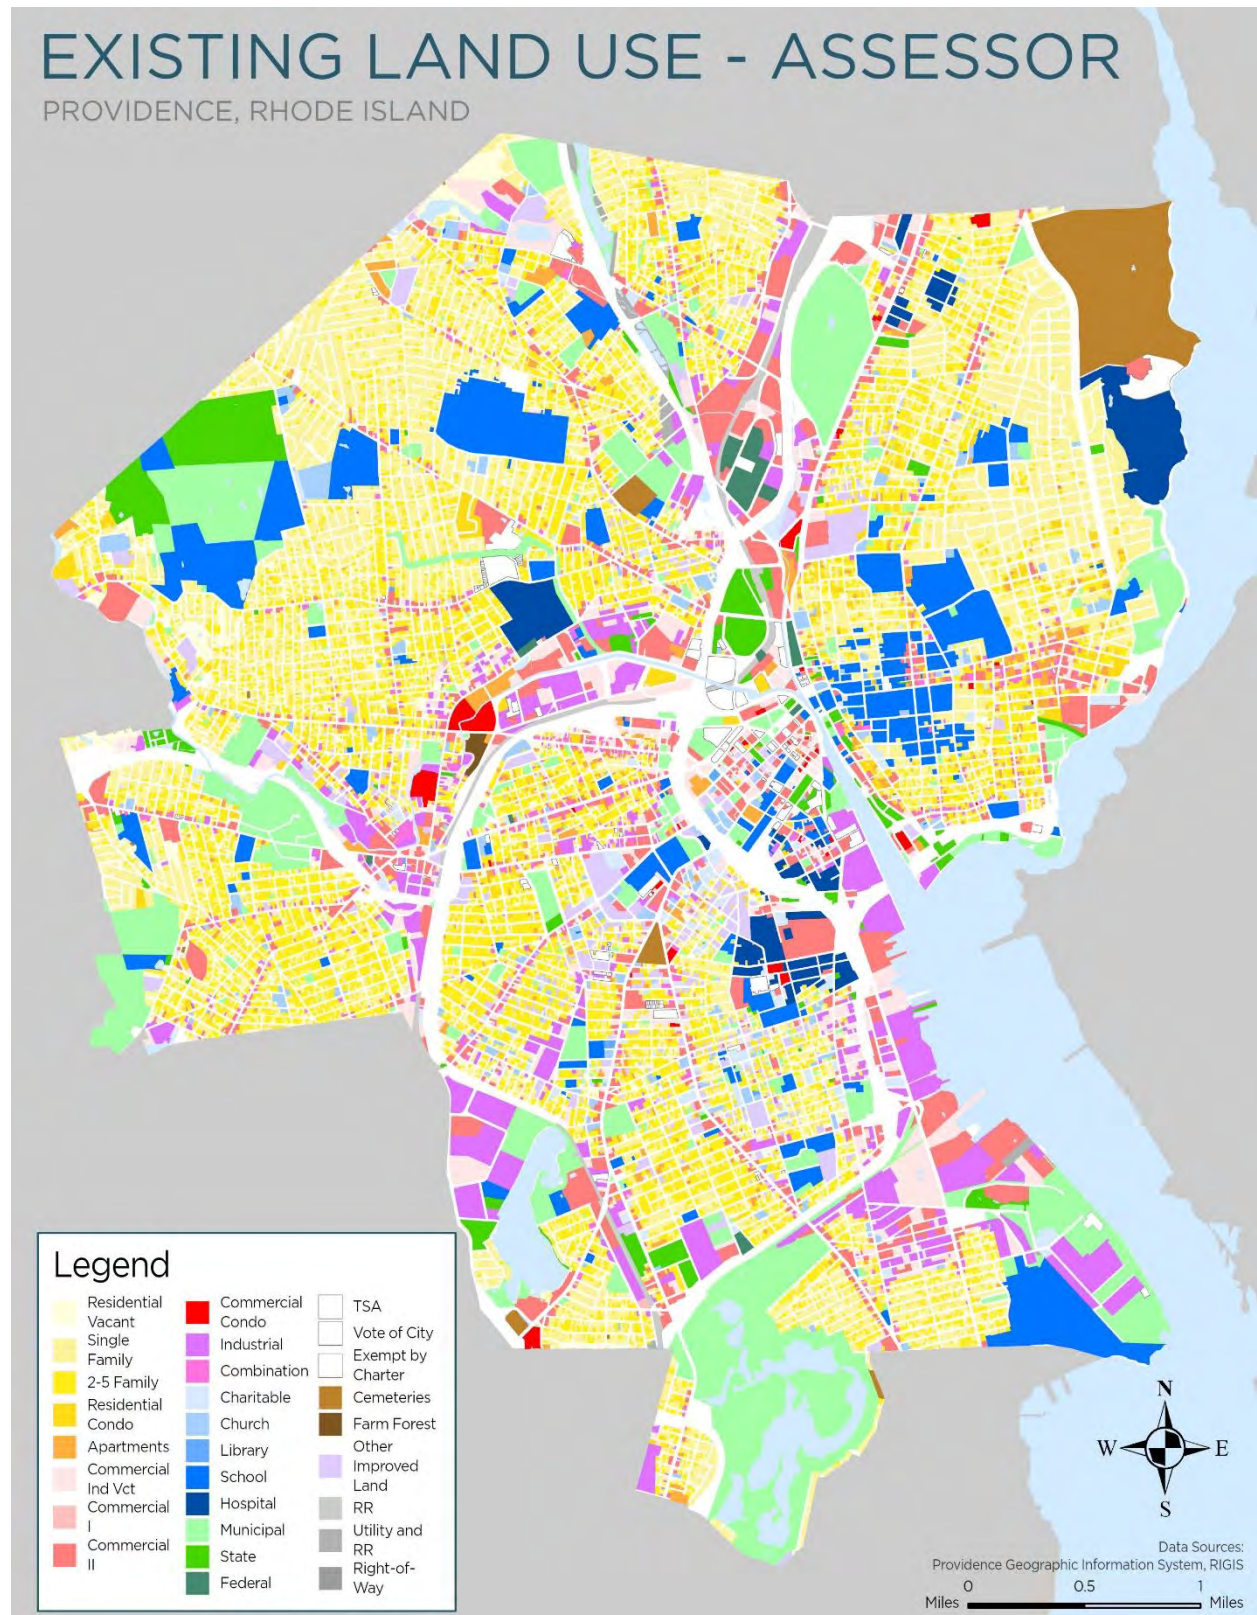 EXISTING LAND USE - ASSESSOR
PROVIDENCE, RHODE ISLAND
Legend
Residential
Vacant
Single
Family
2-5 Family
Residential
Condo
Apartments
Commercial
Ind Vct
Commercial
I
Commercial
II
Commercial
Condo
Industrial
Combination
Charitable
Church
Library
School
Hospital
Municipal
State
Federal
TSA
Vote of City
Exempt by
Charter
Cemeteries
Farm Forest
Other
Improved
Land
RR
Utility and
RR
Right-of-
Way
N
W E
S
Data Sources:
Providence Geographic Information System, RIGIS
0 0.5 1
Miles Miles